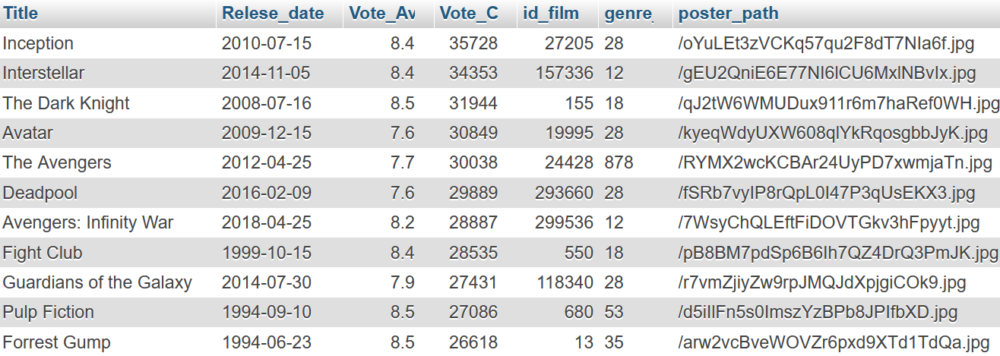 Title Relese_date Vote_Av Vote_C id_film genre_ poster_path
Inception 2010-07-15 8.4 35728 27205 28 /oYuLEt3zVCKq57qu2F8dT7NIa6f.jpg
Interstellar 2014-11-05 8.4 34353 157336 12 /gEU2QniE6E77NI6lCU6MxlNBvIx.jpg
The Dark Knight 2008-07-16 8.5 31944 155 18 /qJ2tW6WMUDux911r6m7haRef0WH.jpg
Avatar 2009-12-15 7.6 30849 19995 28 /kyeqWdyUXW608qlYkRqosgbbJyK.jpg
The Avengers 2012-04-25 7.7 30038 24428 878 /RYMX2wcKCBAr24UyPD7xwmjaTn.jpg
Deadpool 2016-02-09 7.6 29889 293660 28 /fSRb7vyIP8rQpL0I47P3qUsEKX3.jpg
Avengers: Infinity War 2018-04-25 8.2 28887 299536 12 /7WsyChQLEftFiDOVTGkv3hFpyyt.jpg
Fight Club 1999-10-15 8.4 28535 550 18 /pB8BM7pdSp6B6Ih7QZ4DrQ3PmJK.jpg
Guardians of the Galaxy 2014-07-30 7.9 27431 118340 28 /r7vmZjiyZw9rpJMQJdXpjgiCOk9.jpg
Pulp Fiction 1994-09-10 8.5 27086 680 53 /d5iIlFn5s0ImszYzBPb8JPIfbXD.jpg
Forrest Gump 1994-06-23 8.5 26618 13 35 /arw2vcBveWOVZr6pxd9XTd1TdQa.jpg